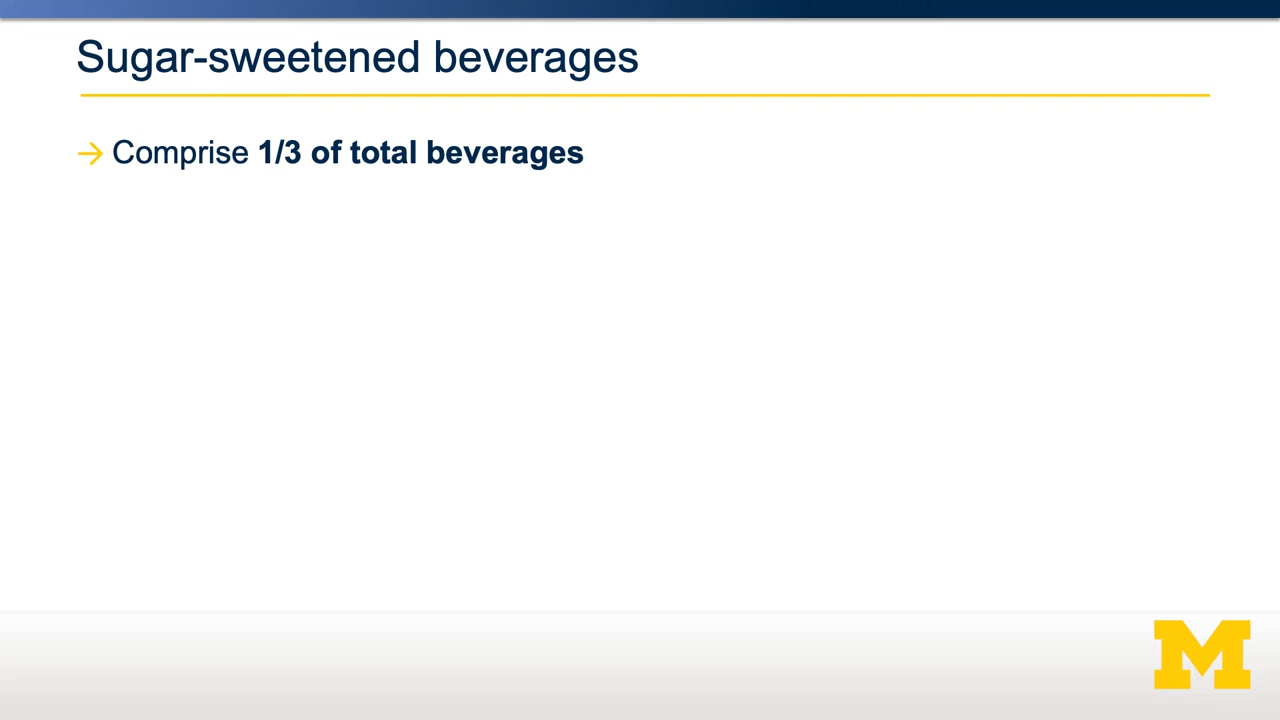 Sugar-sweetened beverages
→ Comprise 1/3 of total beverages
M